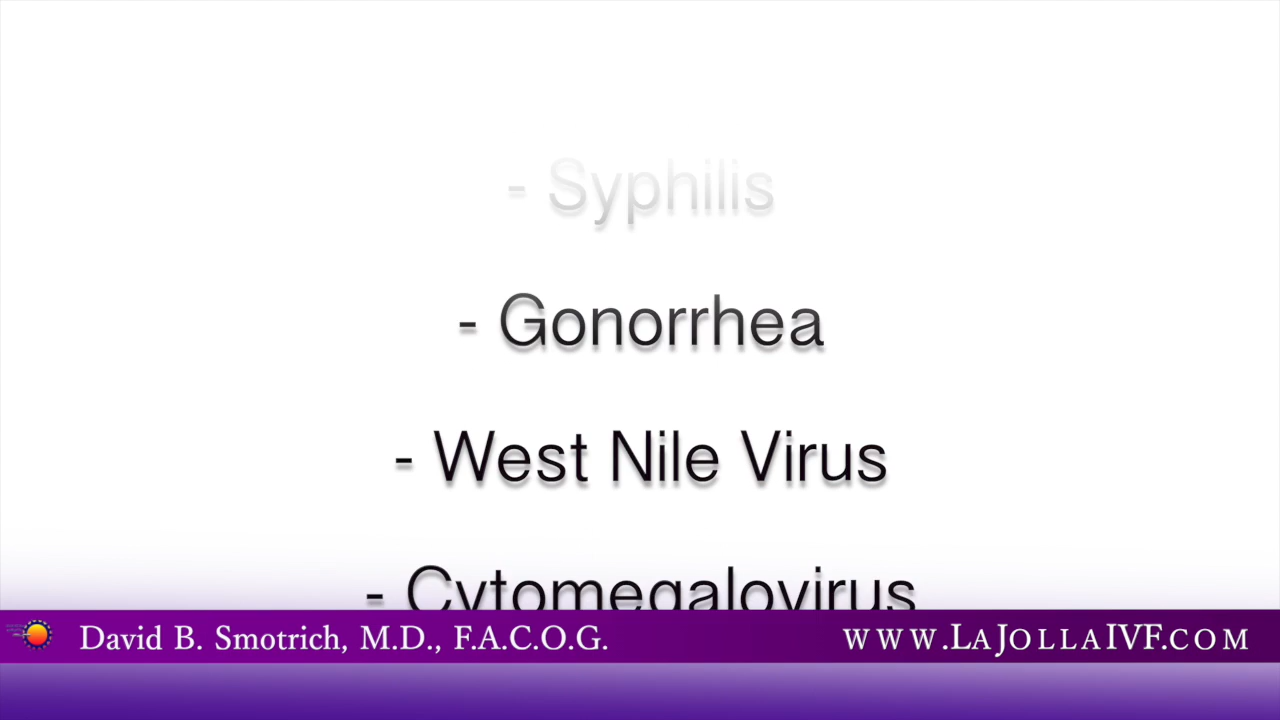 - Syphilis
- Gonorrhea
- West Nile Virus
- Cytomegalovirus
David B. Smotrich, M.D., F.A.C.O.G.
WWW.LAJOLLAIVF.COM